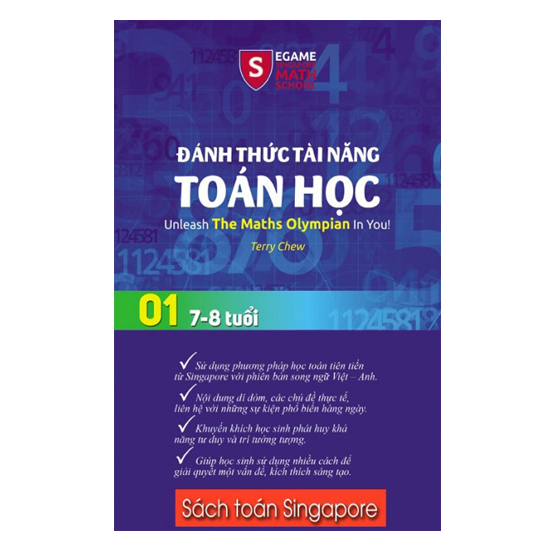 S
EGAME
SINGAPORE
MATH
SCHOOL
ĐÁNH THỨC TÀI NĂNG
TOÁN HỌC
Unleash The Maths Olympian In You!
Terry Chew
1124581
01 7-8 tuổi
Sử dụng phương pháp học toán tiên tiến
từ Singapore với phiên bản song ngữ Việt – Anh.
Nội dung dí dỏm, các chủ đề thực tế,
liên hệ với những sự kiện phổ biến hàng ngày.
Khuyến khích học sinh phát huy khả
năng tư duy và trí tưởng tượng.
Giúp học sinh sử dụng nhiều cách để
giải quyết một vấn đề, kích thích sáng tạo.
Sách toán Singapore